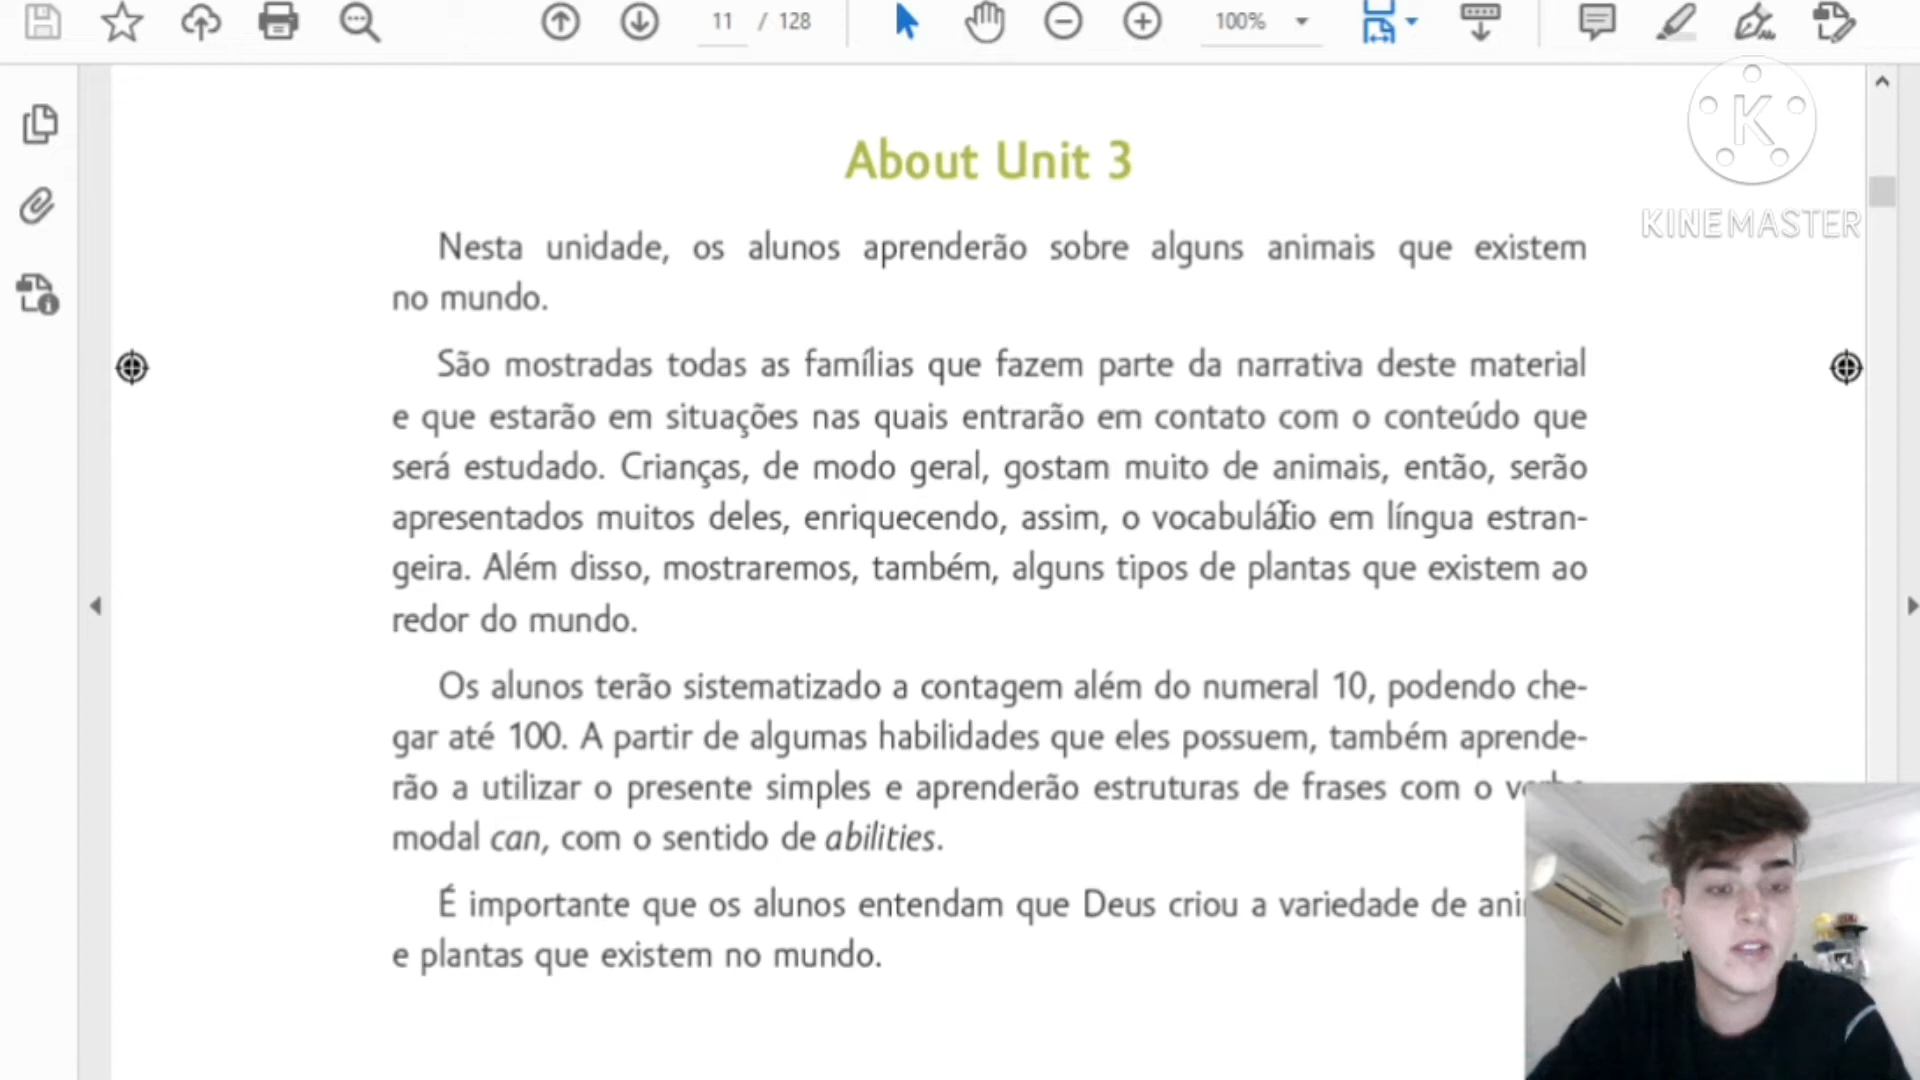 11 / 128
100%
K
KINEMASTER
About Unit 3
Nesta unidade, os alunos aprenderão sobre alguns animais que existem
no mundo.
São mostradas todas as famílias que fazem parte da narrativa deste material
e que estarão em situações nas quais entrarão em contato com o conteúdo que
será estudado. Crianças, de modo geral, gostam muito de animais, então, serão
apresentados muitos deles, enriquecendo, assim, o vocabulário em língua estran-
geira. Além disso, mostraremos, também, alguns tipos de plantas que existem ao
redor do mundo.
Os alunos terão sistematizado a contagem além do numeral 10, podendo che-
gar até 100. A partir de algumas habilidades que eles possuem, também aprende-
rão a utilizar o presente simples e aprenderão estruturas de frases com o verbo
modal can, com o sentido de abilities.
É importante que os alunos entendam que Deus criou a variedade de
e plantas que existem no mundo.